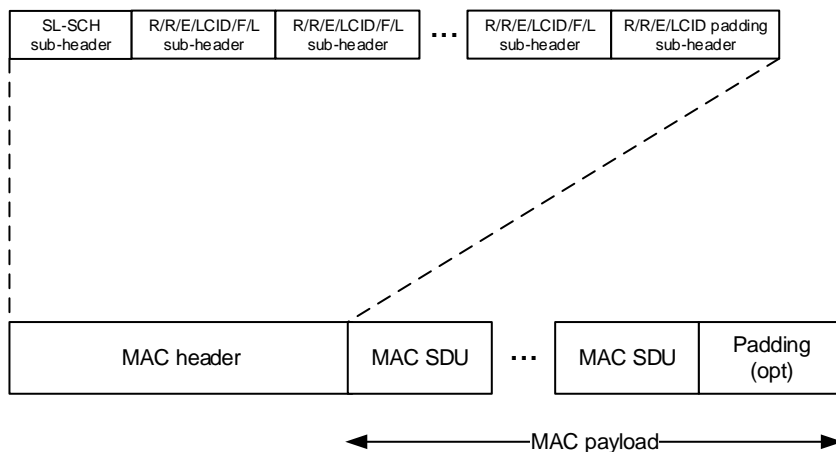 SL-SCH
sub-header
R/R/E/LCID/F/L
sub-header
R/R/E/LCID/F/L
sub-header
...
R/R/E/LCID/F/L
sub-header
R/R/E/LCID padding
sub-header
MAC header
MAC SDU
...
MAC SDU
Padding
(opt)
MAC payload